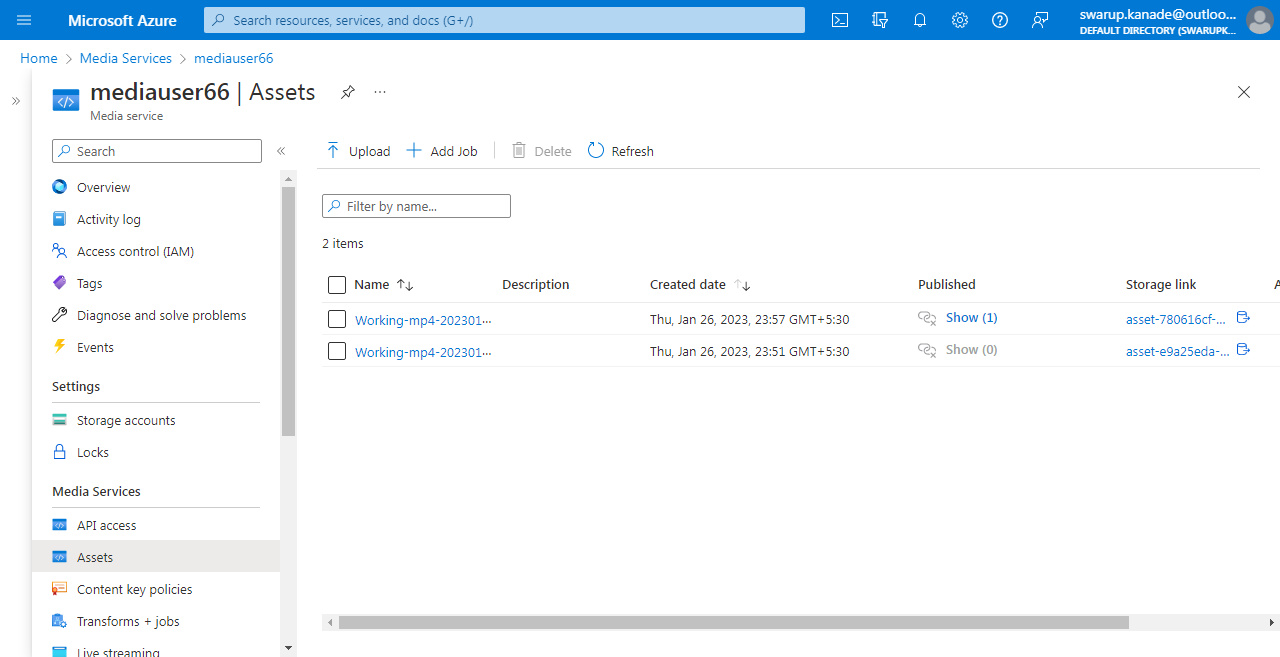 Microsoft Azure
Search resources, services, and docs (G+/)
swarup.kanade@outloo...
DEFAULT DIRECTORY (SWARUPK...
Home > Media Services > mediauser66
mediauser66 | Assets
Media service
Search
Overview
Activity log
Access control (IAM)
Tags
Diagnose and solve problems
Events
Settings
Storage accounts
Locks
Media Services
API access
Assets
Content key policies
Transforms + jobs
Live streaming
Upload Add Job Delete Refresh
Filter by name...
2 items
Name Description Created date Published Storage link
Working-mp4-202301... Thu, Jan 26, 2023, 23:57 GMT+5:30 Show (1) asset-780616cf-...
Working-mp4-202301... Thu, Jan 26, 2023, 23:51 GMT+5:30 Show (0) asset-e9a25eda-...